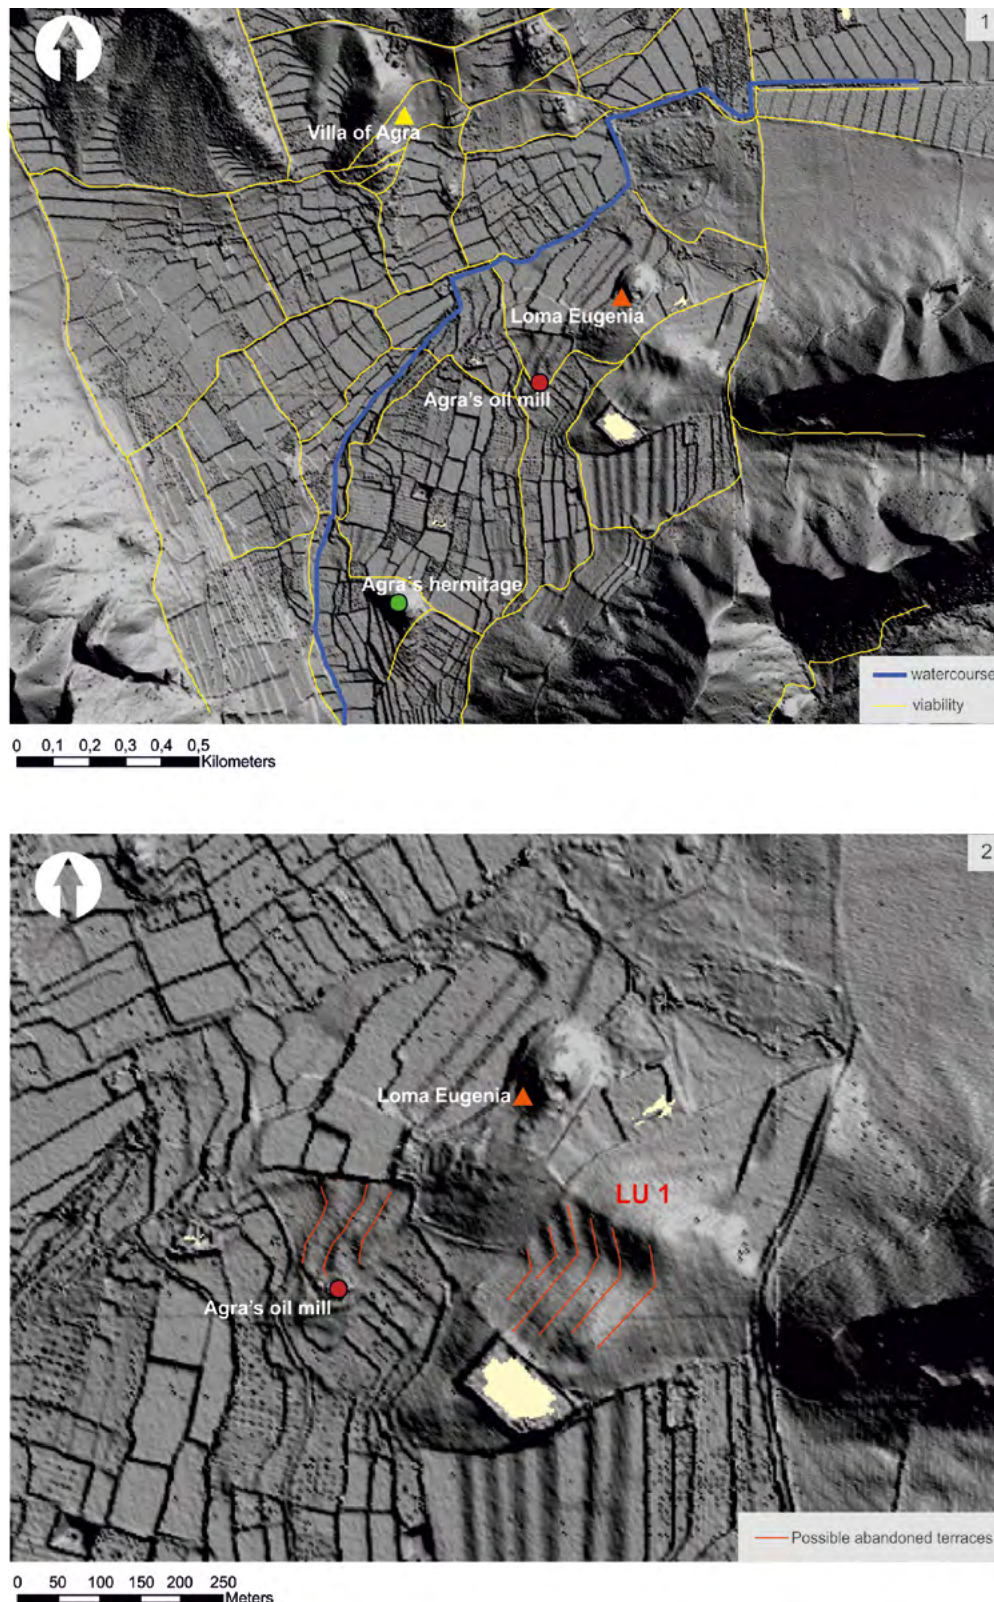 1
Villa of Agra
Loma Eugenia
Agra's oil mill
Agra's hermitage
watercourse
viability
0 0,1 0,2 0,3 0,4 0,5
Kilometers
2
Loma Eugenia
LU 1
Agra's oil mill
Possible abandoned terraces
0 50 100 150 200 250
Meters